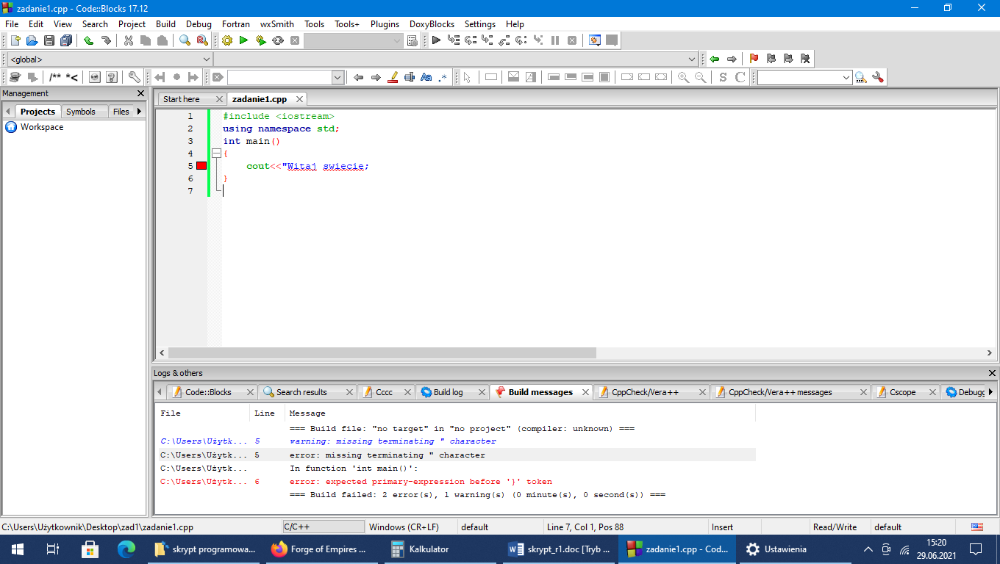 zadanie1.cpp - Code::Blocks 17.12
File Edit View Search Project Build Debug Fortran wxSmith Tools Tools+ Plugins DoxyBlocks Settings Help
<global>
/** *<
Aa .*
S C
Management
Projects Symbols Files
Workspace
Start here zadanie1.cpp
1 #include <iostream>
2 using namespace std;
3 int main()
4 {
5 cout<<"Witaj swiecie;
6 }
7
Logs & others
Code::Blocks Search results Cccc Build log Build messages CppCheck/Vera++ CppCheck/Vera++ messages Cscope Debugg
File Line Message
=== Build file: "no target" in "no project" (compiler: unknown) ===
C:\Users\Użytk... 5 warning: missing terminating " character
C:\Users\Użytk... 5 error: missing terminating " character
C:\Users\Użytk... In function 'int main()':
C:\Users\Użytk... 6 error: expected primary-expression before '}' token
=== Build failed: 2 error(s), 1 warning(s) (0 minute(s), 0 second(s)) ===
C:\Users\Użytkownik\Desktop\zad1\zadanie1.cpp C/C++ Windows (CR+LF) default Line 7, Col 1, Pos 88 Insert Read/Write default
skrypt programowa... Forge of Empires ... Kalkulator skrypt_r1.doc [Tryb ... zadanie1.cpp - Cod... Ustawienia
15:20
29.06.2021